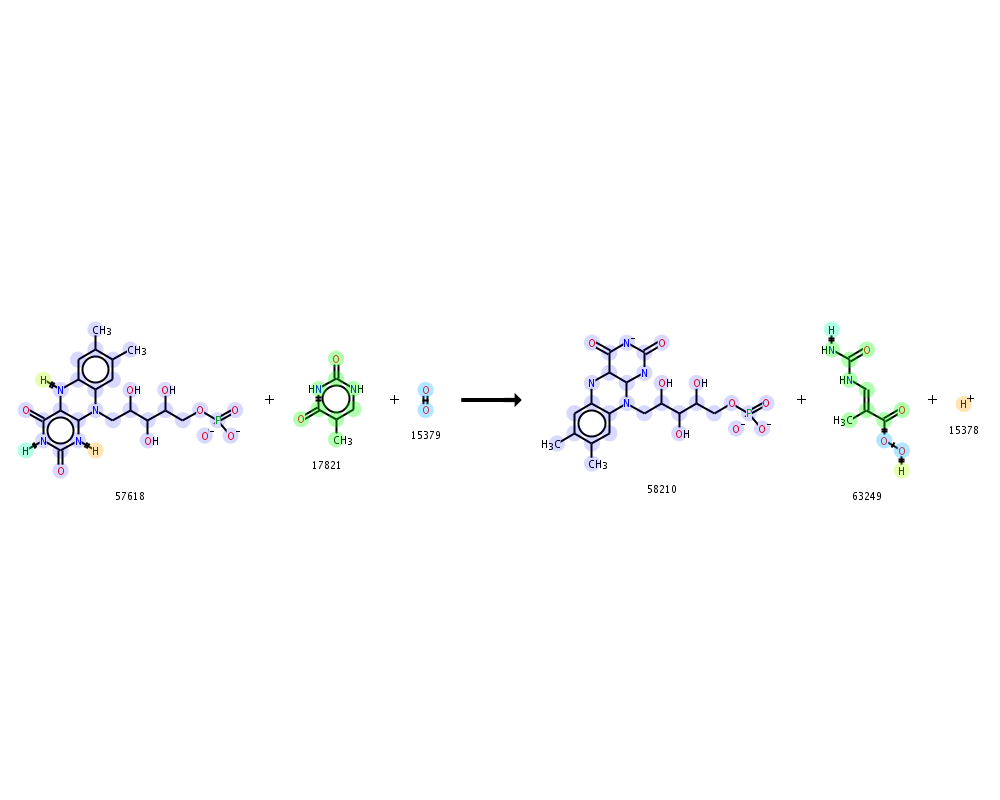 CH3
CH3
H
N
OH
OH
O
N
O
O
P
O⁻
O⁻
OH
H
N
N
H
O
57618
+
O
HN
NH
O
CH3
17821
+
O
O
15379
O
N⁻
O
N
N
N
OH
OH
OH
O
O
P
O⁻
O⁻
H3C
CH3
58210
+
H
HN
O
HN
H3C
O
O
O
H
63249
+
H+
15378